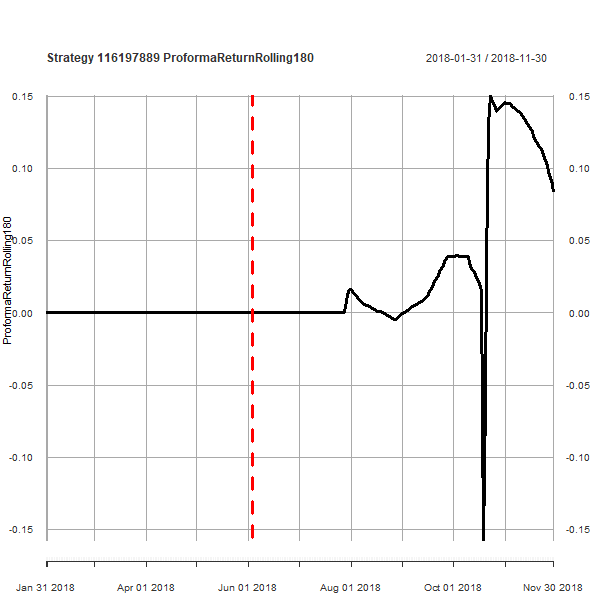 Strategy 116197889 ProformaReturnRolling180
2018-01-31 / 2018-11-30
ProformaReturnRolling180
0.15
0.10
0.05
0.00
-0.05
-0.10
-0.15
0.15
0.10
0.05
0.00
-0.05
-0.10
-0.15
Jan 31 2018
Apr 01 2018
Jun 01 2018
Aug 01 2018
Oct 01 2018
Nov 30 2018